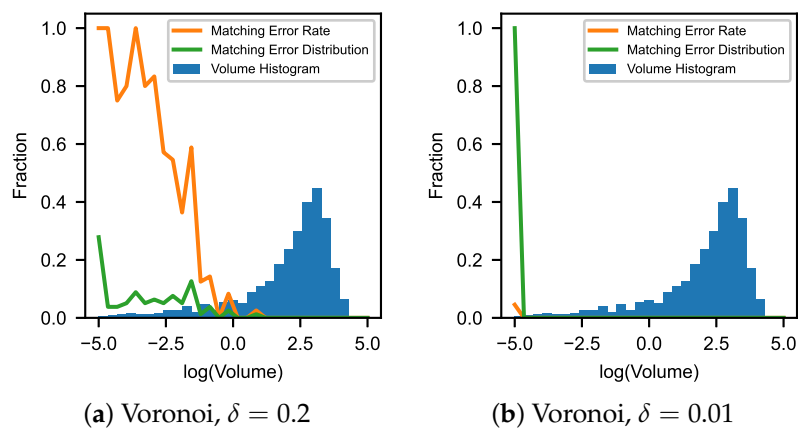 Matching Error Rate
Matching Error Distribution
Volume Histogram
1.0
0.8
0.6
0.4
0.2
0.0
Fraction
−5.0 −2.5 0.0 2.5 5.0
log(Volume)
(a) Voronoi, δ = 0.2
Matching Error Rate
Matching Error Distribution
Volume Histogram
1.0
0.8
0.6
0.4
0.2
0.0
Fraction
−5.0 −2.5 0.0 2.5 5.0
log(Volume)
(b) Voronoi, δ = 0.01